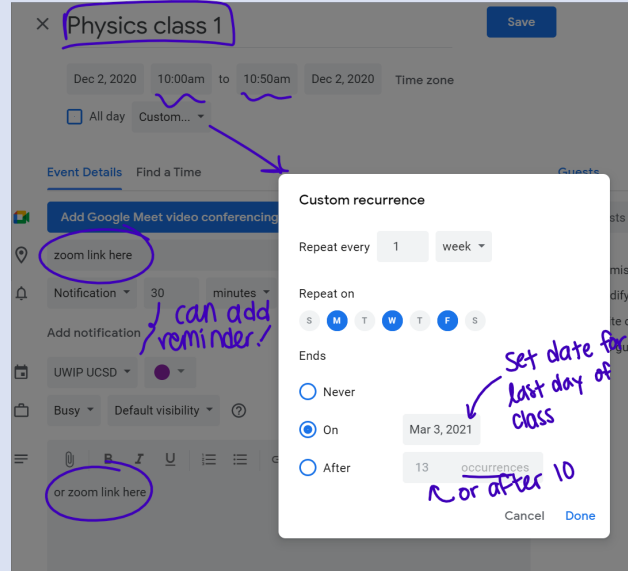 Physics class 1
Save
Dec 2, 2020 10:00am to 10:50am Dec 2, 2020 Time zone
All day Custom...
Event Details Find a Time
Guests
Add Google Meet video conferencing
zoom link here
Notification 30 minutes
can add
reminder!
Add notification
UWIP UCSD
Busy Default visibility
B I U
or zoom link here
Custom recurrence
Repeat every 1 week
Repeat on
S M T W T F S
Ends
Never
On Mar 3, 2021
set date for
last day of
class
After 13 occurrences
or after 10
Cancel Done